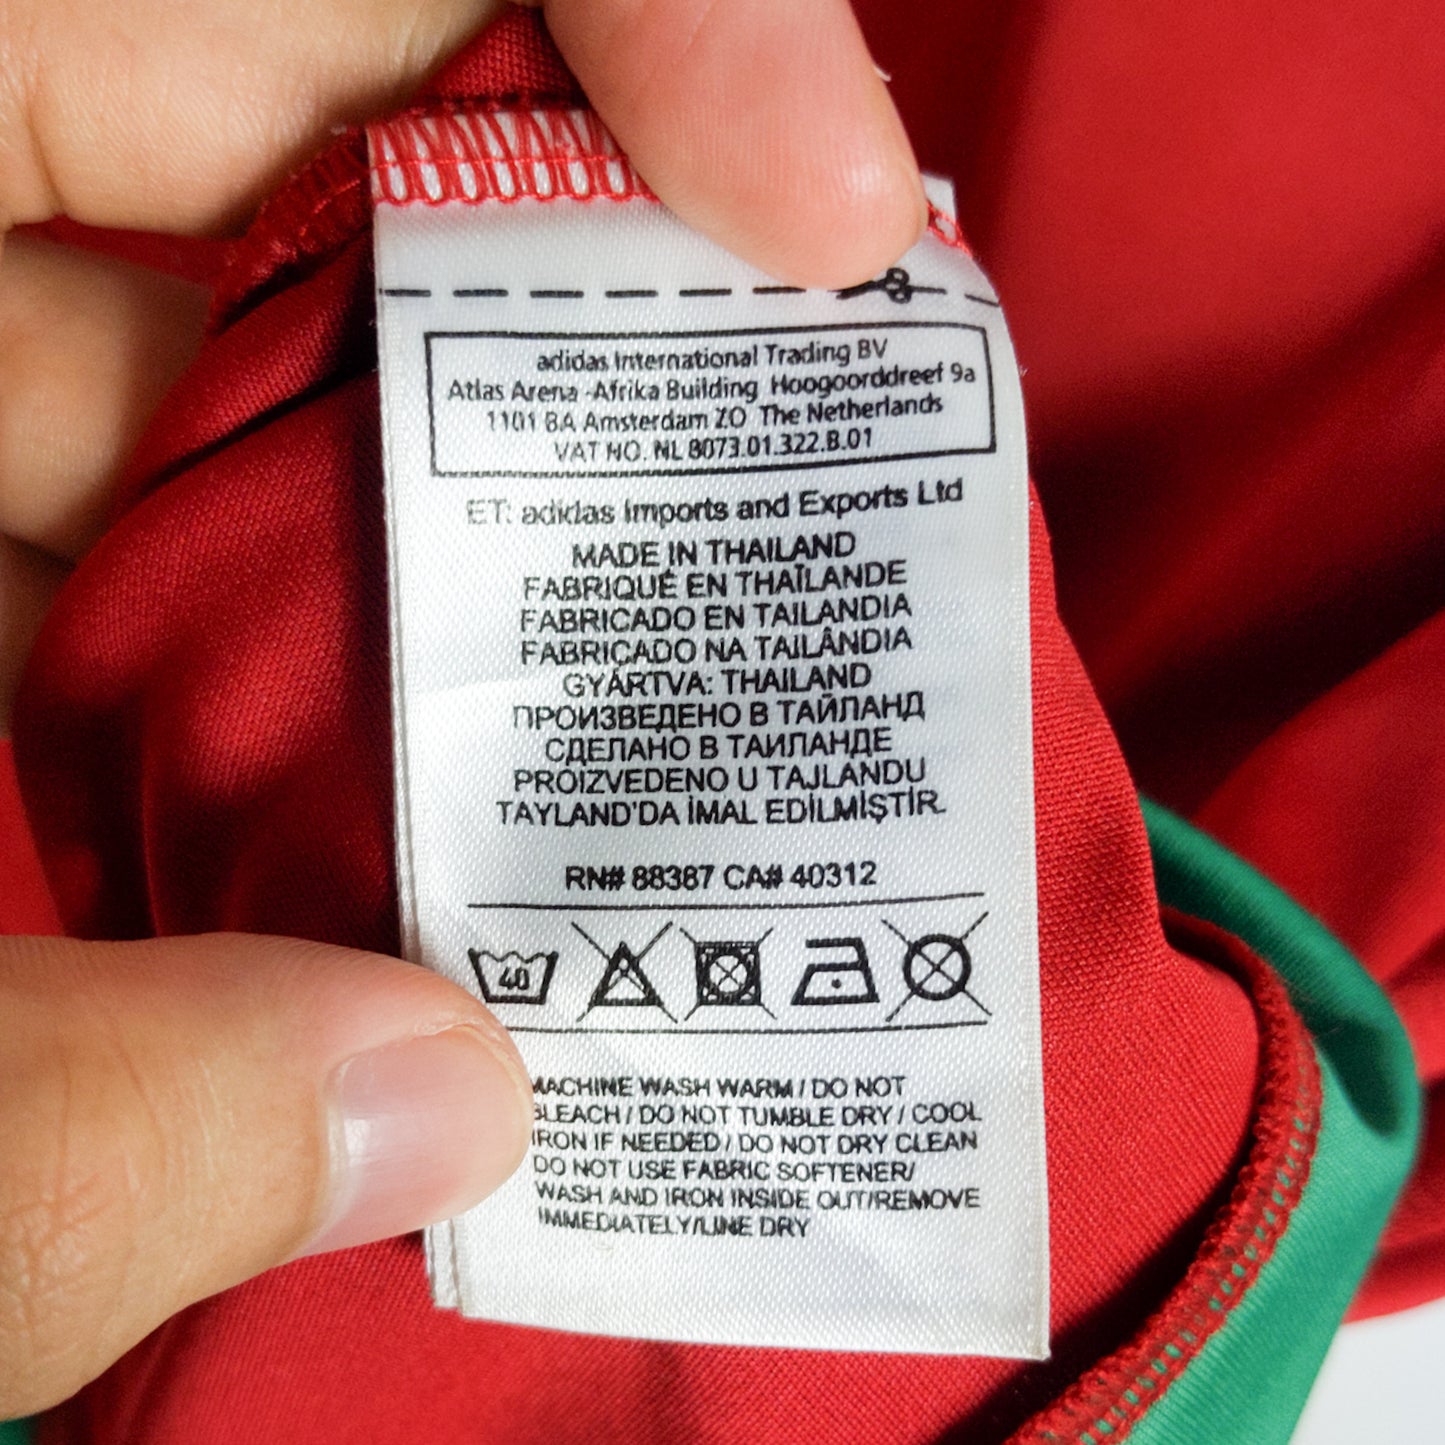 adidas International Trading BV
Atlas Arena -Afrika Building Hoogoorddreef 9a
1101 BA Amsterdam ZO The Netherlands
VAT NO. NL 8073.01.322.B.01
ET: adidas Imports and Exports Ltd
MADE IN THAILAND
FABRIQUÉ EN THAÏLANDE
FABRICADO EN TAILANDIA
FABRICADO NA TAILÂNDIA
GYÁRTVA: THAILAND
ПРОИЗВЕДЕНО В ТАЙЛАНД
СДЕЛАНО В ТАИЛАНДЕ
PROIZVEDENO U TAJLANDU
TAYLAND'DA İMAL EDİLMİŞTİR.
RN# 88387 CA# 40312
40
MACHINE WASH WARM / DO NOT
BLEACH / DO NOT TUMBLE DRY / COOL
IRON IF NEEDED / DO NOT DRY CLEAN
DO NOT USE FABRIC SOFTENER/
WASH AND IRON INSIDE OUT/REMOVE
IMMEDIATELY/LINE DRY